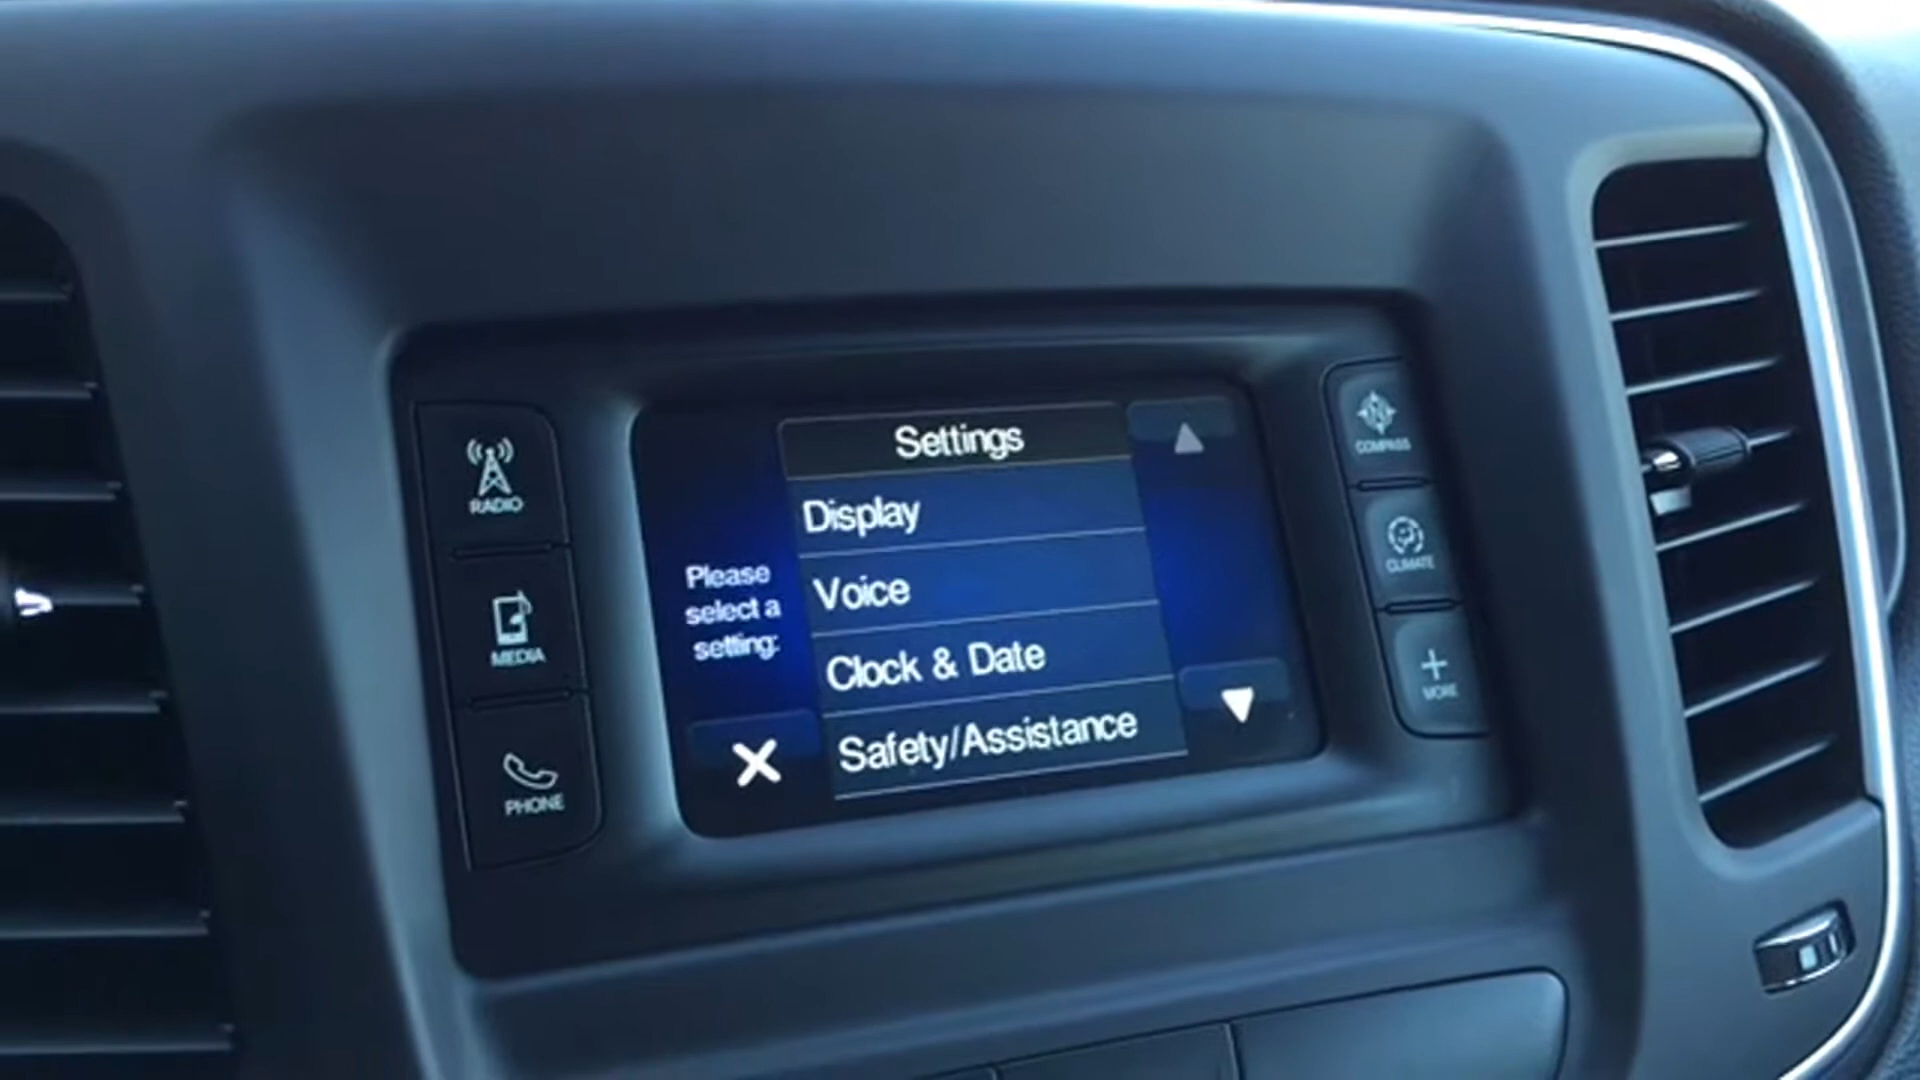 RADIO
MEDIA
PHONE
Settings
Display
Voice
Clock & Date
Safety/Assistance
Please
select a
setting:
N
COMPASS
CLIMATE
MORE